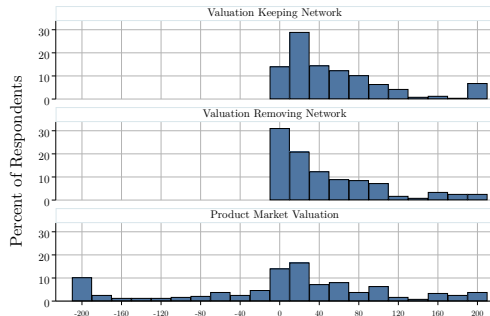 Valuation Keeping Network
30
20
10
0
Valuation Removing Network
30
20
10
0
Product Market Valuation
30
20
10
0
-200 -160 -120 -80 -40 0 40 80 120 160 200
Percent of Respondents